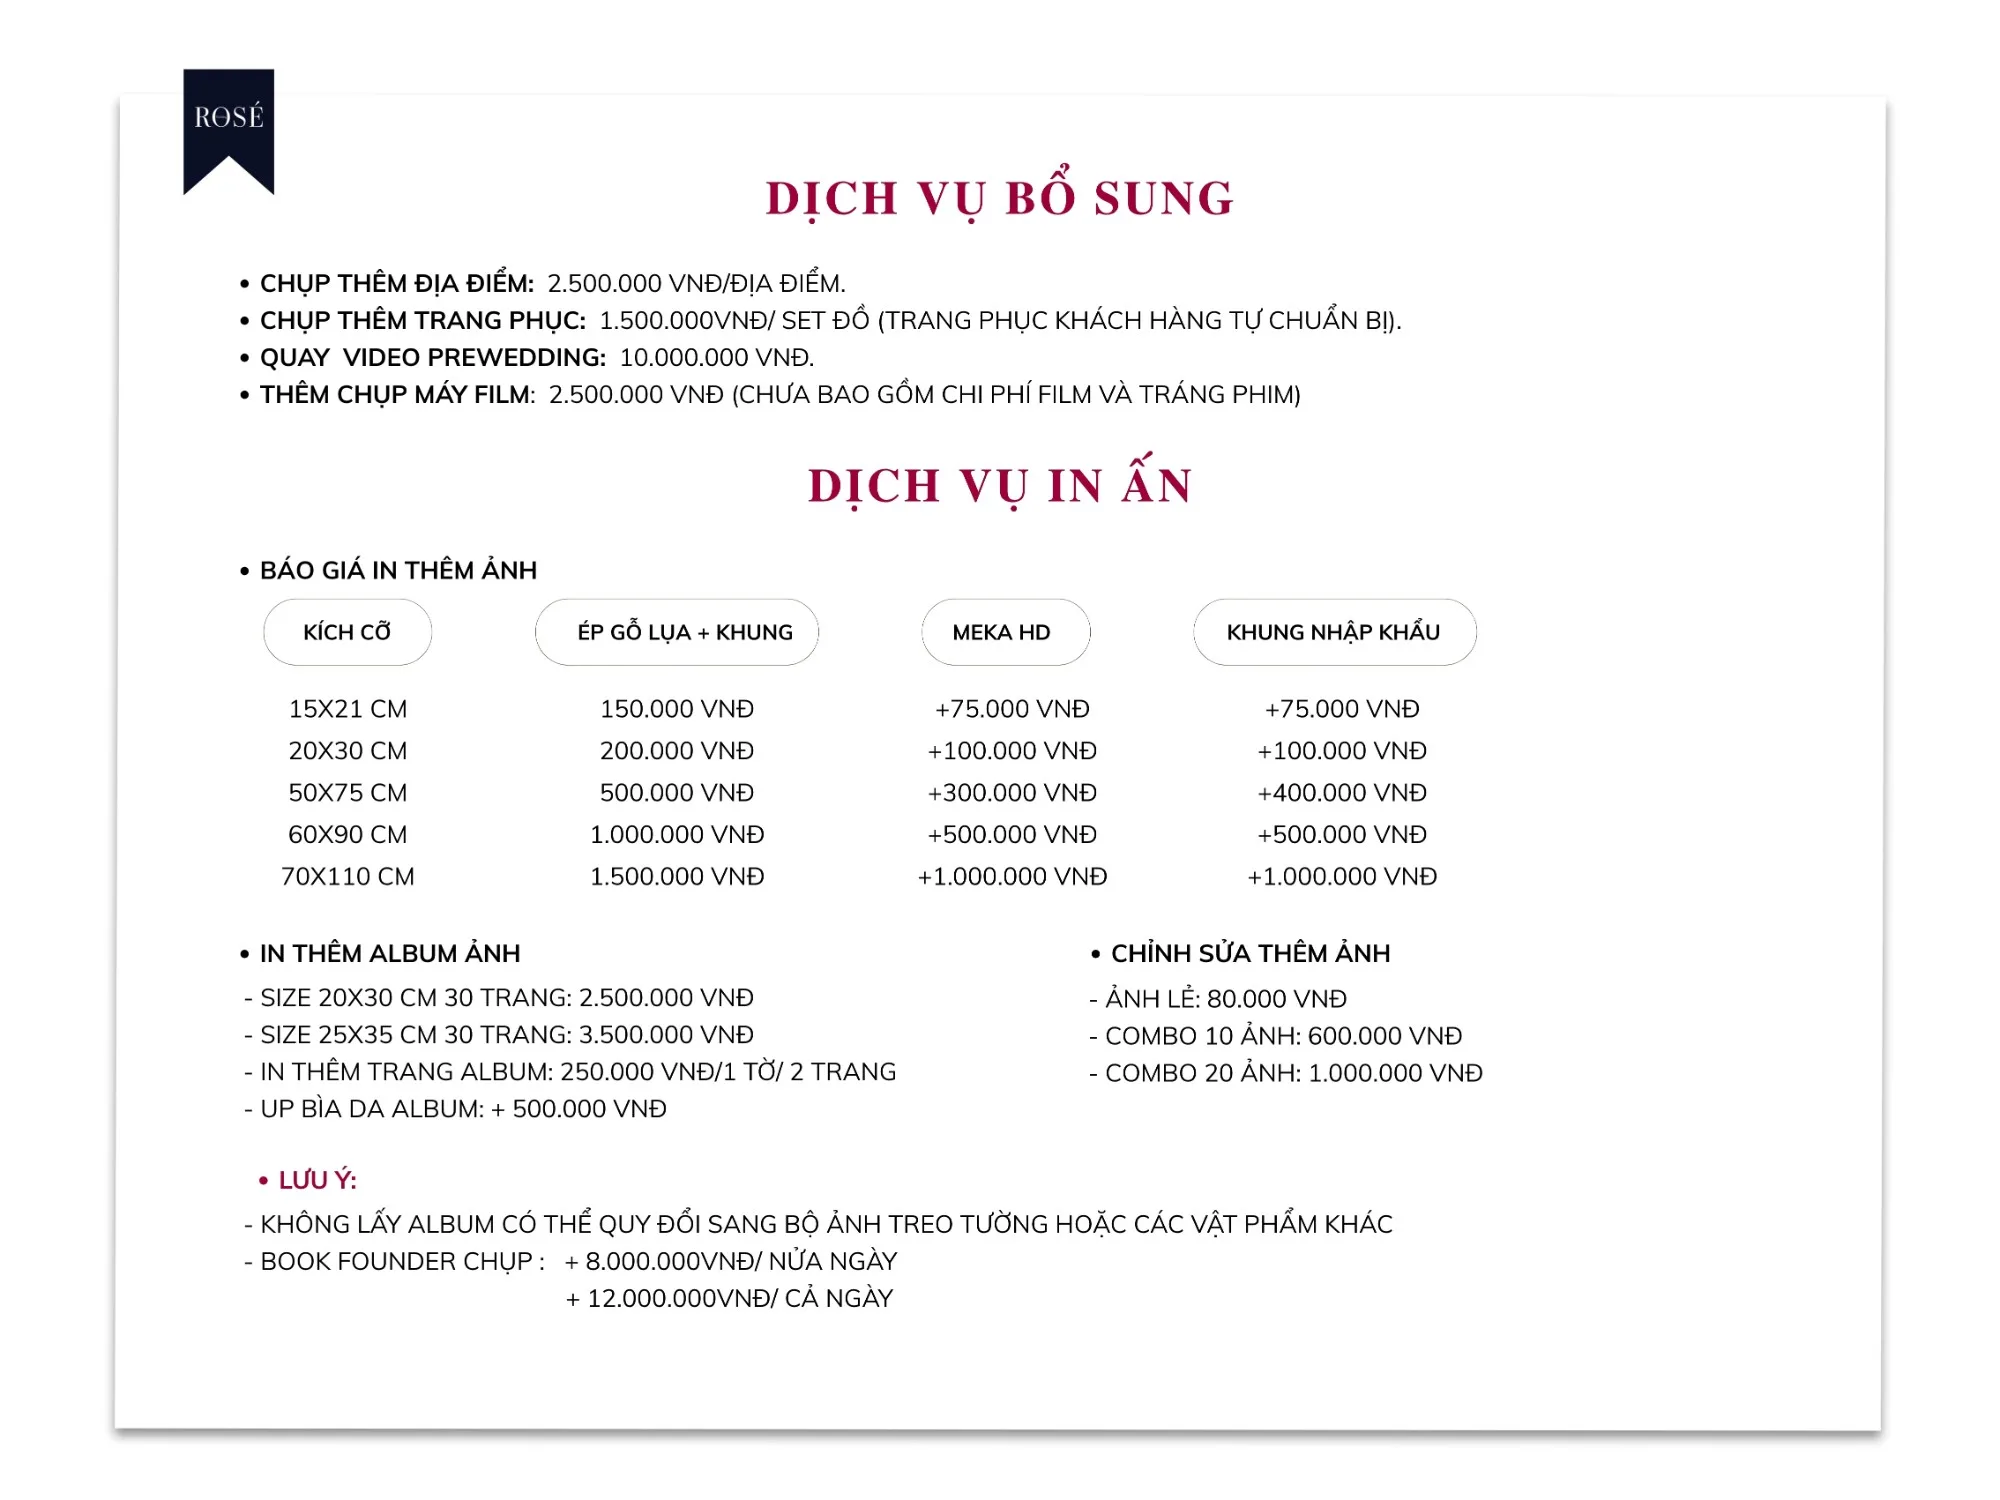 ROSÉ
DỊCH VỤ BỔ SUNG
• CHỤP THÊM ĐỊA ĐIỂM: 2.500.000 VNĐ/ĐỊA ĐIỂM.
• CHỤP THÊM TRANG PHỤC: 1.500.000VNĐ/ SET ĐỒ (TRANG PHỤC KHÁCH HÀNG TỰ CHUẨN BỊ).
• QUAY VIDEO PREWEDDING: 10.000.000 VNĐ.
• THÊM CHỤP MÁY FILM: 2.500.000 VNĐ (CHƯA BAO GỒM CHI PHÍ FILM VÀ TRÁNG PHIM)
DỊCH VỤ IN ẤN
• BÁO GIÁ IN THÊM ẢNH
KÍCH CỠ ÉP GỖ LỤA + KHUNG MEKA HD KHUNG NHẬP KHẨU
15X21 CM 150.000 VNĐ +75.000 VNĐ +75.000 VNĐ
20X30 CM 200.000 VNĐ +100.000 VNĐ +100.000 VNĐ
50X75 CM 500.000 VNĐ +300.000 VNĐ +400.000 VNĐ
60X90 CM 1.000.000 VNĐ +500.000 VNĐ +500.000 VNĐ
70X110 CM 1.500.000 VNĐ +1.000.000 VNĐ +1.000.000 VNĐ
• IN THÊM ALBUM ẢNH
- SIZE 20X30 CM 30 TRANG: 2.500.000 VNĐ
- SIZE 25X35 CM 30 TRANG: 3.500.000 VNĐ
- IN THÊM TRANG ALBUM: 250.000 VNĐ/1 TỜ/ 2 TRANG
- UP BÌA DA ALBUM: + 500.000 VNĐ
• CHỈNH SỬA THÊM ẢNH
- ẢNH LẺ: 80.000 VNĐ
- COMBO 10 ẢNH: 600.000 VNĐ
- COMBO 20 ẢNH: 1.000.000 VNĐ
• LƯU Ý:
- KHÔNG LẤY ALBUM CÓ THỂ QUY ĐỔI SANG BỘ ẢNH TREO TƯỜNG HOẶC CÁC VẬT PHẨM KHÁC
- BOOK FOUNDER CHỤP : + 8.000.000VNĐ/ NỬA NGÀY
+ 12.000.000VNĐ/ CẢ NGÀY